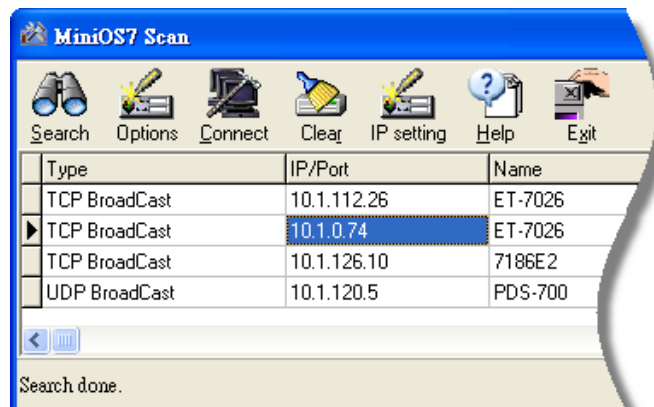 MiniOS7 Scan
Search Options Connect Clear IP setting Help Exit
Type IP/Port Name
TCP BroadCast 10.1.112.26 ET-7026
TCP BroadCast 10.1.0.74 ET-7026
TCP BroadCast 10.1.126.10 7186E2
UDP BroadCast 10.1.120.5 PDS-700
Search done.